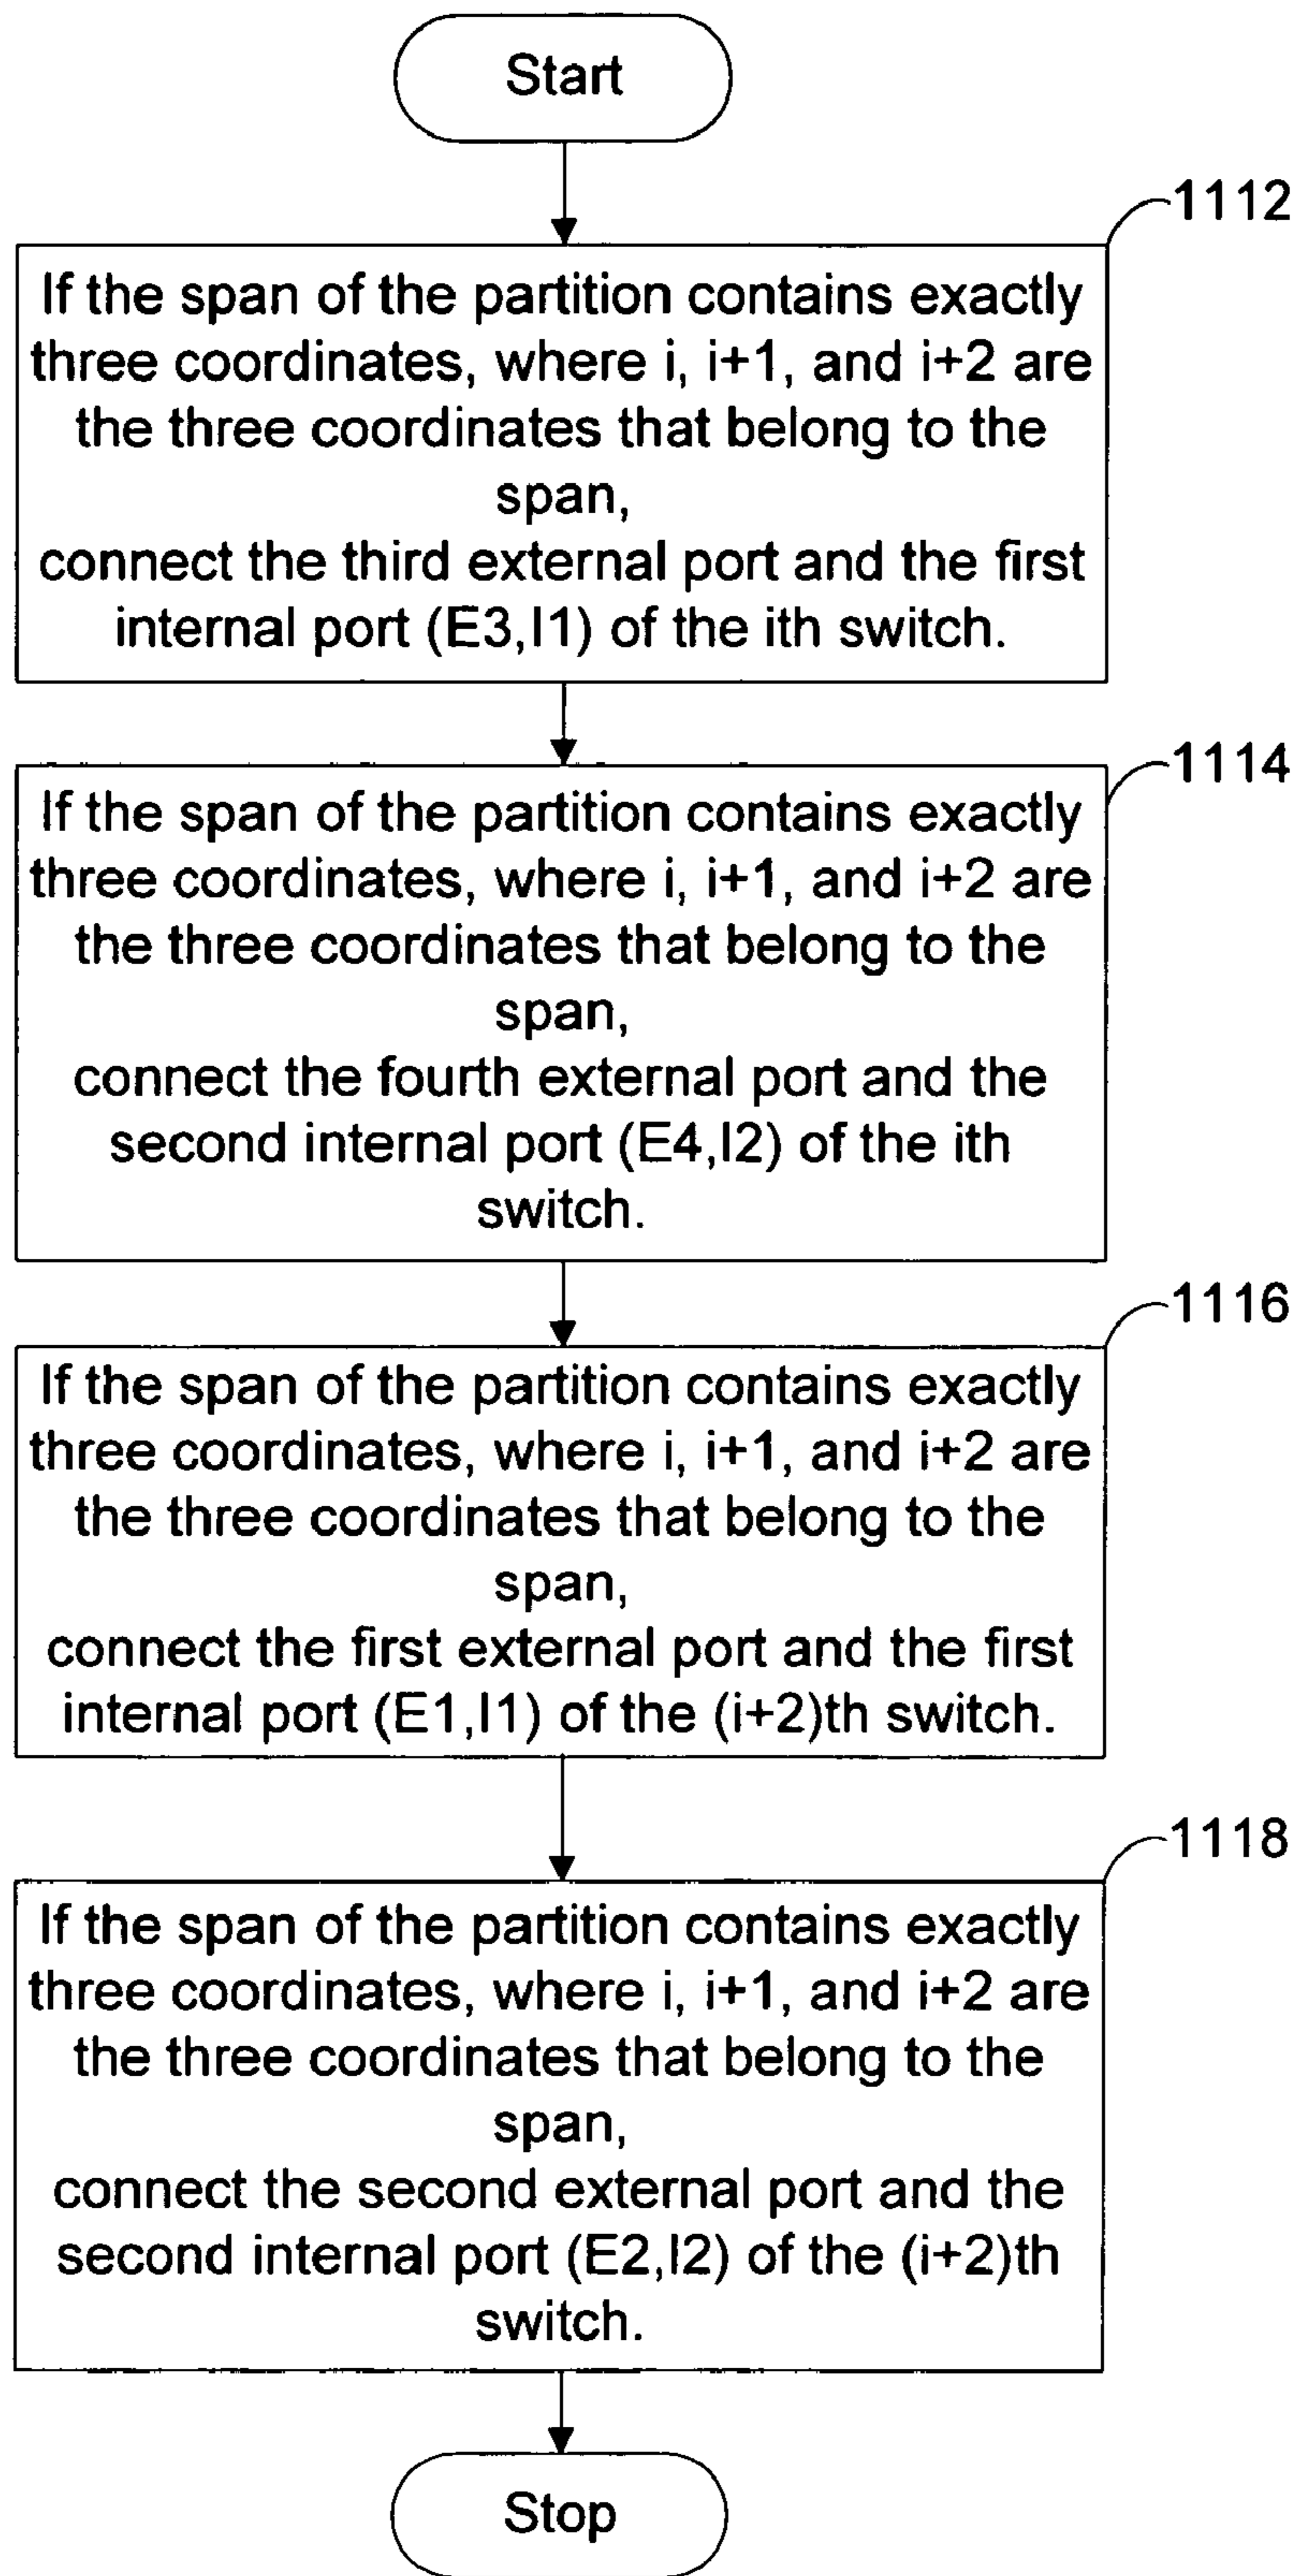 Start
1112
If the span of the partition contains exactly
three coordinates, where i, i+1, and i+2 are
the three coordinates that belong to the
span,
connect the third external port and the first
internal port (E3,I1) of the ith switch.
1114
If the span of the partition contains exactly
three coordinates, where i, i+1, and i+2 are
the three coordinates that belong to the
span,
connect the fourth external port and the
second internal port (E4,I2) of the ith
switch.
1116
If the span of the partition contains exactly
three coordinates, where i, i+1, and i+2 are
the three coordinates that belong to the
span,
connect the first external port and the first
internal port (E1,I1) of the (i+2)th switch.
1118
If the span of the partition contains exactly
three coordinates, where i, i+1, and i+2 are
the three coordinates that belong to the
span,
connect the second external port and the
second internal port (E2,I2) of the (i+2)th
switch.
Stop